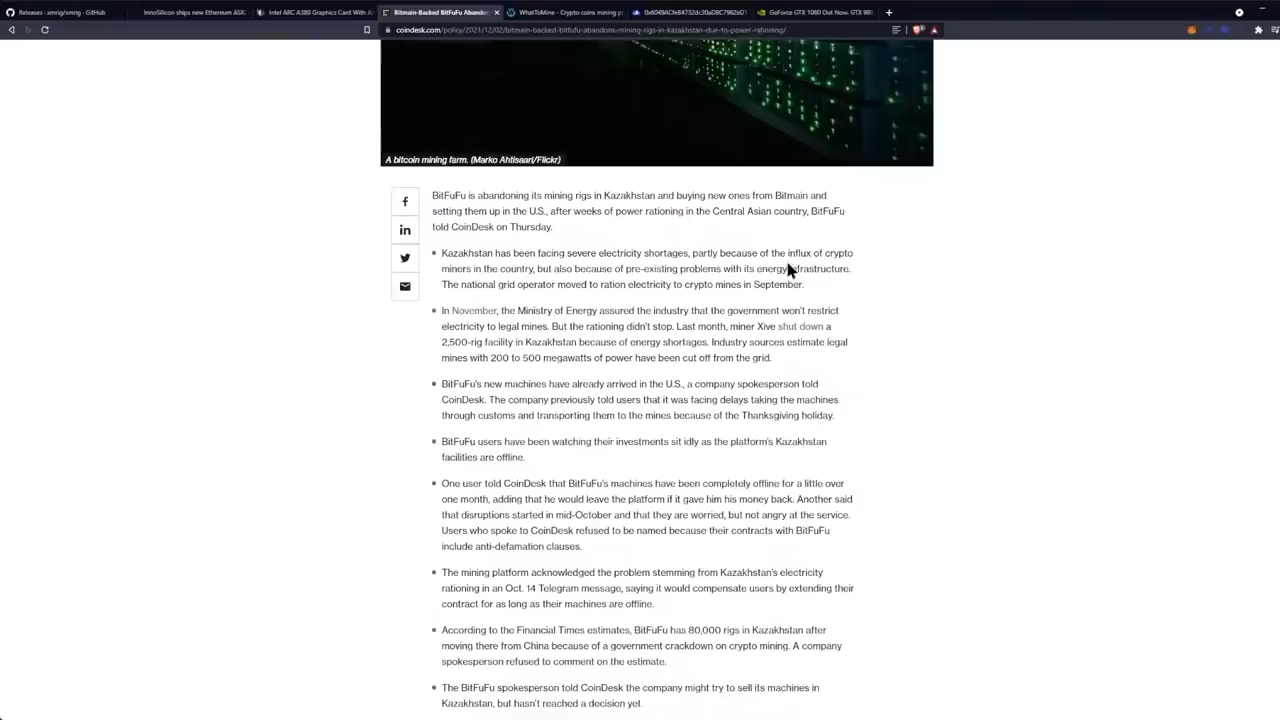 Releases · xmrig/xmrig · GitHub
InnoSilicon ships new Ethereum ASIC
Intel ARC A380 Graphics Card With A
Bitmain-Backed BitFuFu Abandon
WhatToMine - Crypto coins mining p
GeForce GTX 1060 Out Now. GTX 980
coindesk.com/policy/2021/12/02/bitmain-backed-bitfufu-abandons-mining-rigs-in-kazakhstan-due-to-power-rationing/
A bitcoin mining farm. (Marko Ahtisaari/Flickr)
BitFuFu is abandoning its mining rigs in Kazakhstan and buying new ones from Bitmain and
setting them up in the U.S., after weeks of power rationing in the Central Asian country, BitFuFu
told CoinDesk on Thursday.
Kazakhstan has been facing severe electricity shortages, partly because of the influx of crypto
miners in the country, but also because of pre-existing problems with its energy infrastructure.
The national grid operator moved to ration electricity to crypto mines in September.
In November, the Ministry of Energy assured the industry that the government won't restrict
electricity to legal mines. But the rationing didn't stop. Last month, miner Xive shut down a
2,500-rig facility in Kazakhstan because of energy shortages. Industry sources estimate legal
mines with 200 to 500 megawatts of power have been cut off from the grid.
BitFuFu's new machines have already arrived in the U.S., a company spokesperson told
CoinDesk. The company previously told users that it was facing delays taking the machines
through customs and transporting them to the mines because of the Thanksgiving holiday.
BitFuFu users have been watching their investments sit idly as the platform's Kazakhstan
facilities are offline.
One user told CoinDesk that BitFuFu's machines have been completely offline for a little over
one month, adding that he would leave the platform if it gave him his money back. Another said
that disruptions started in mid-October and that they are worried, but not angry at the service.
Users who spoke to CoinDesk refused to be named because their contracts with BitFuFu
include anti-defamation clauses.
The mining platform acknowledged the problem stemming from Kazakhstan's electricity
rationing in an Oct. 14 Telegram message, saying it would compensate users by extending their
contract for as long as their machines are offline.
According to the Financial Times estimates, BitFuFu has 80,000 rigs in Kazakhstan after
moving there from China because of a government crackdown on crypto mining. A company
spokesperson refused to comment on the estimate.
The BitFuFu spokesperson told CoinDesk the company might try to sell its machines in
Kazakhstan, but hasn't reached a decision yet.